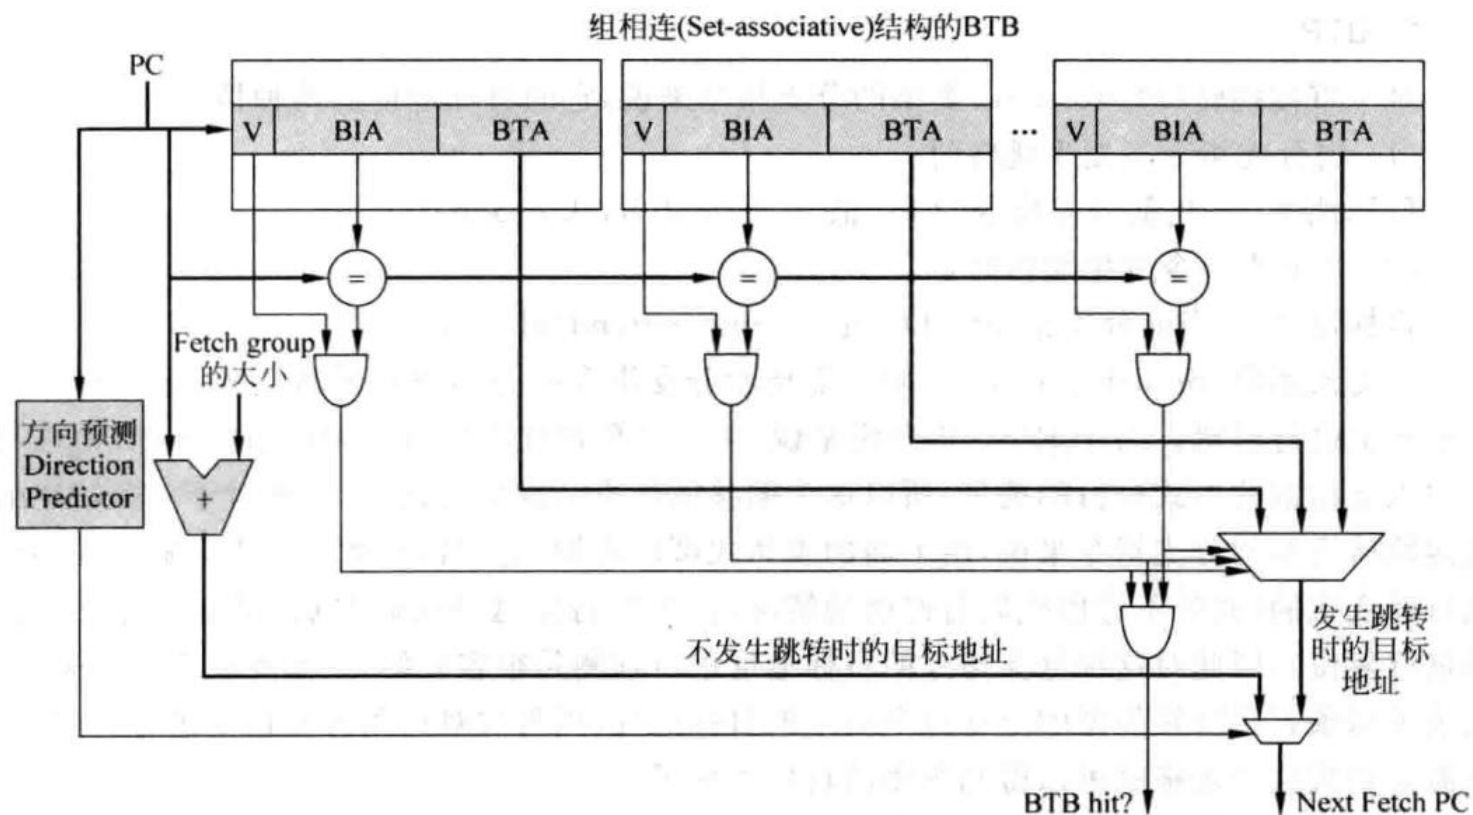 组相连(Set-associative)结构的BTB
PC
V BIA BTA V BIA BTA ... V BIA BTA
= = =
Fetch group
的大小
方向预测
Direction
Predictor
+
不发生跳转时的目标地址
发生跳转
时的目标
地址
BTB hit?
Next Fetch PC